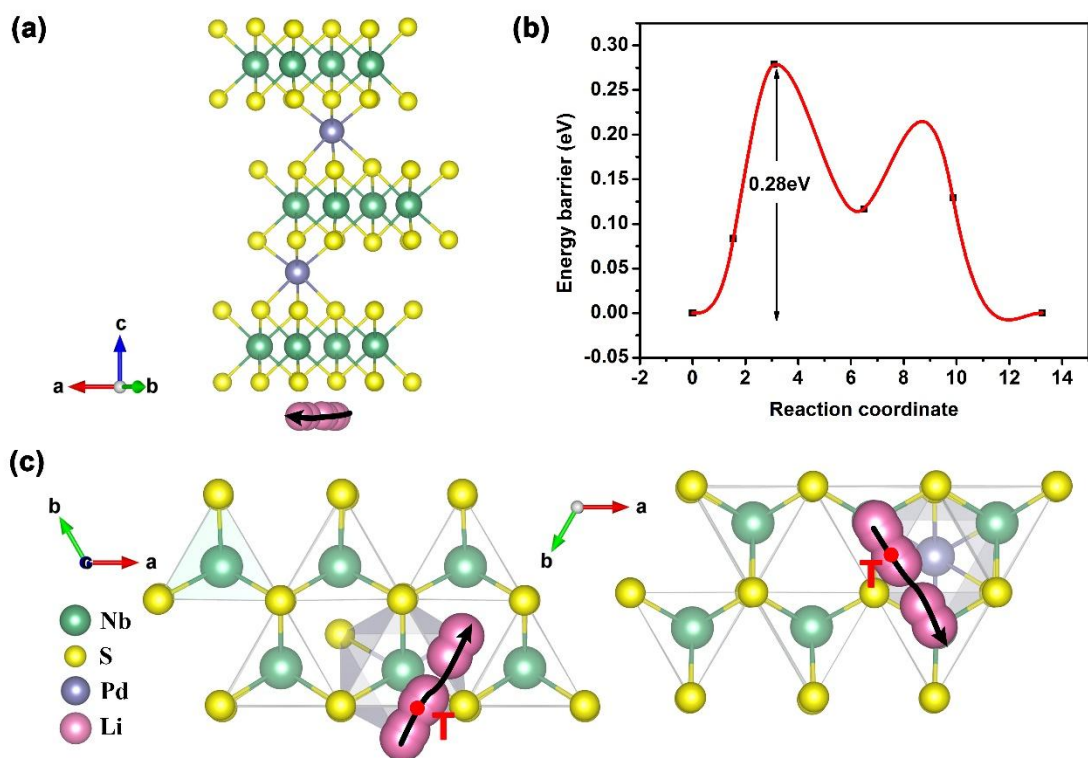 (a)
c
a
b
(b)
Energy barrier (eV)
0.30
0.25
0.20
0.15
0.10
0.05
0.00
-0.05
0.28eV
-2 0 2 4 6 8 10 12 14
Reaction coordinate
(c)
b
a
Nb
S
Pd
Li
T
a
b
T